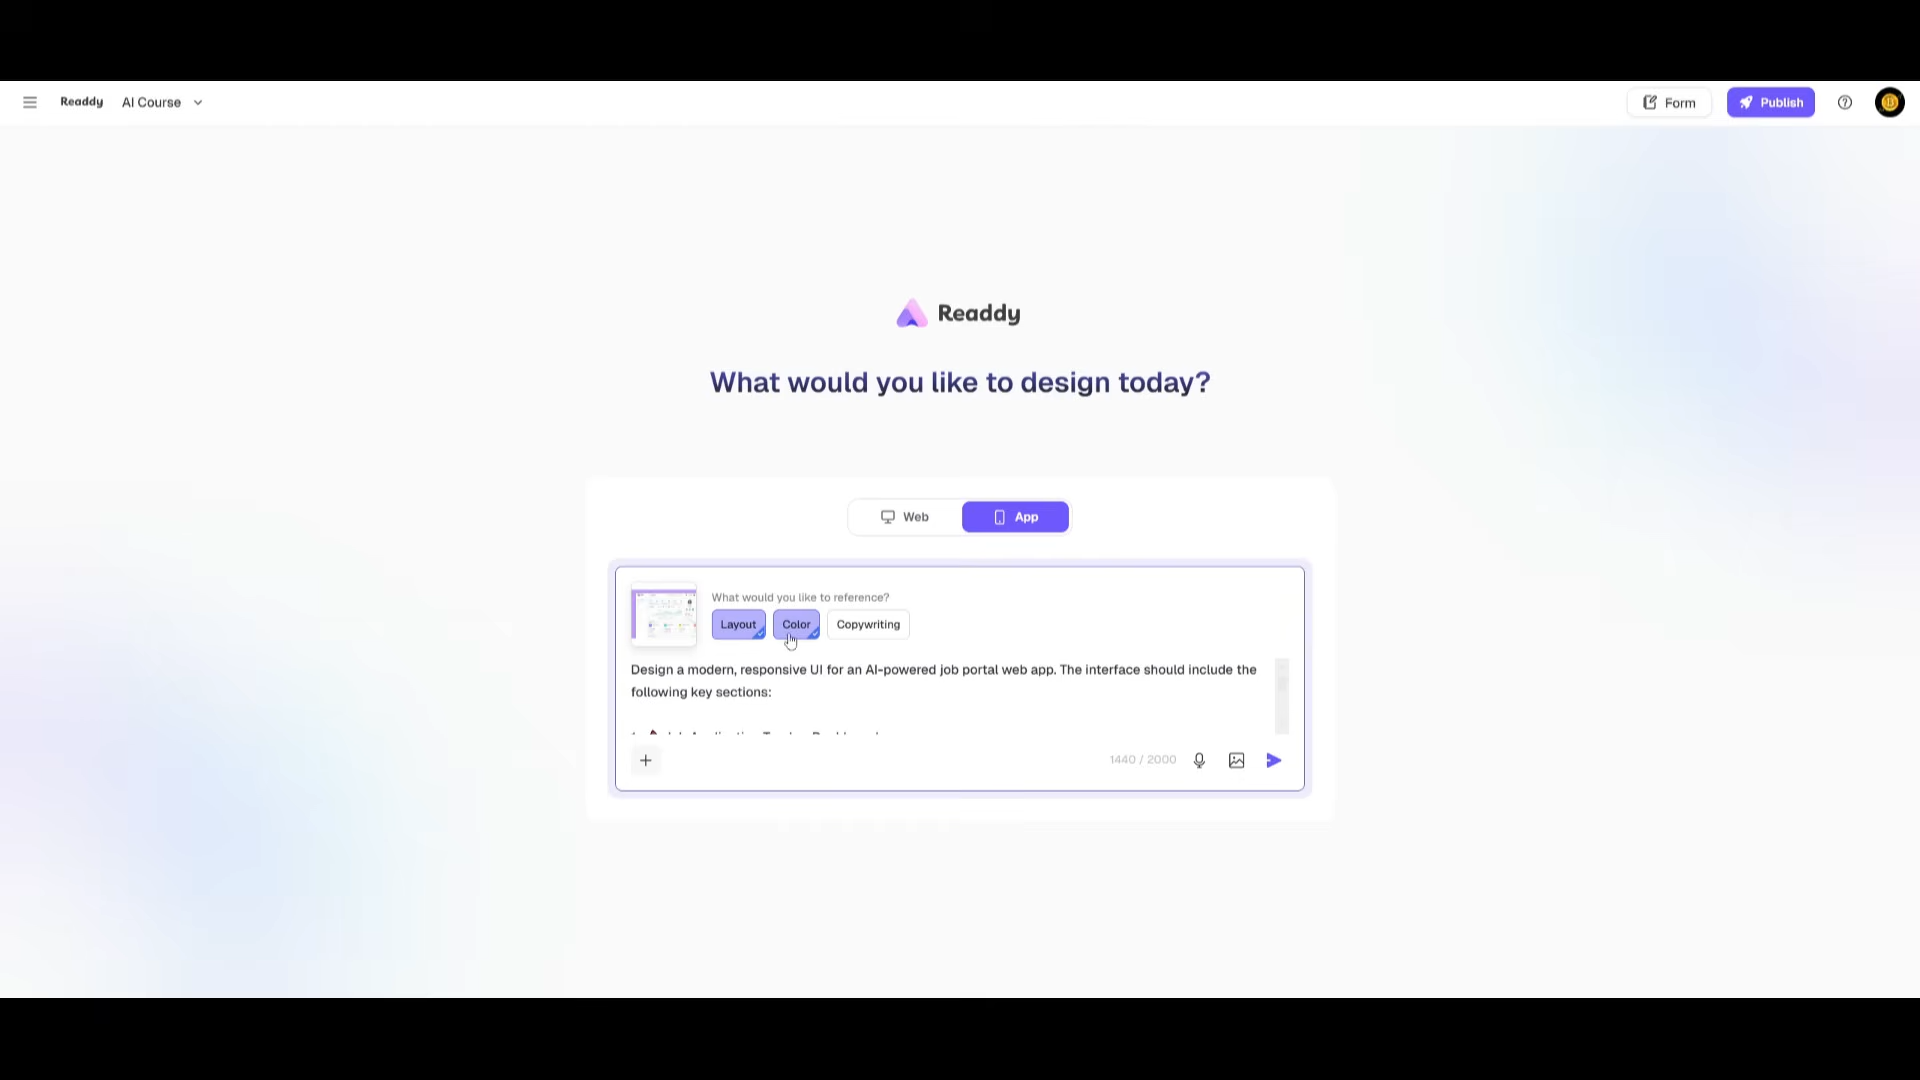 Readdy AI Course Form Publish
Readdy
What would you like to design today?
Web App
What would you like to reference?
Layout Color Copywriting
Design a modern, responsive UI for an AI-powered job portal web app. The interface should include the
following key sections:
1440 / 2000